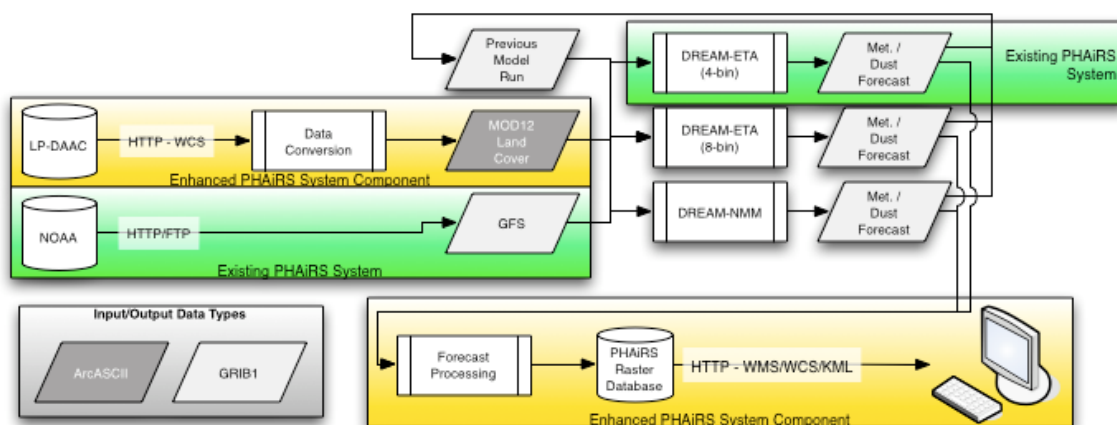 Previous
Model
Run
DREAM-ETA
(4-bin)
Met. /
Dust
Forecast
Existing PHAiRS
System
LP-DAAC
HTTP - WCS
Data
Conversion
MOD12
Land
Cover
Enhanced PHAiRS System Component
DREAM-ETA
(8-bin)
Met. /
Dust
Forecast
NOAA
HTTP/FTP
GFS
Existing PHAiRS System
DREAM-NMM
Met. /
Dust
Forecast
Input/Output Data Types
ArcASCII
GRIB1
Forecast
Processing
PHAiRS
Raster
Database
HTTP - WMS/WCS/KML
Enhanced PHAiRS System Component